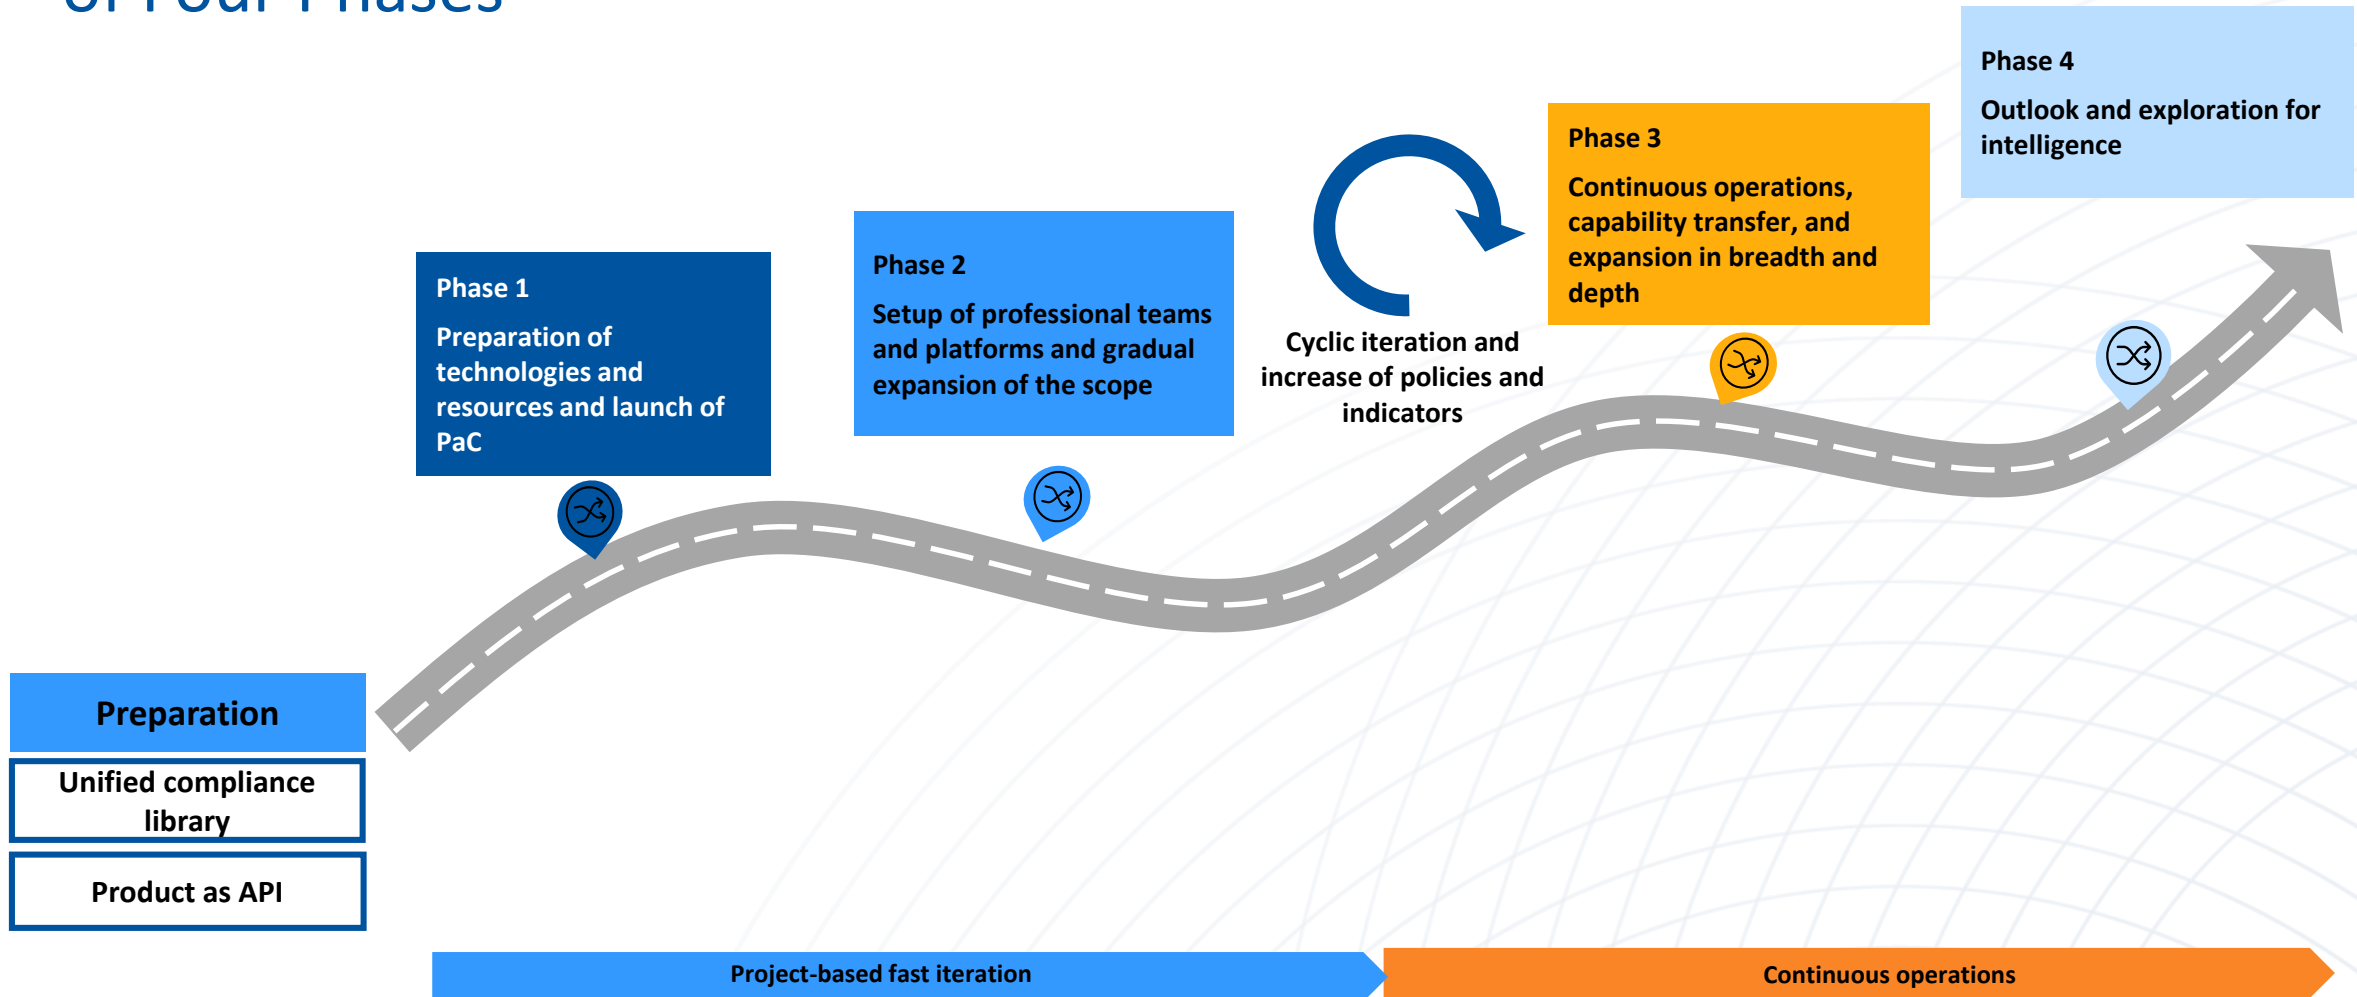 of Four Phases
Phase 4
Outlook and exploration for
intelligence
Phase 3
Continuous operations,
capability transfer, and
expansion in breadth and
depth
Phase 2
Setup of professional teams
and platforms and gradual
expansion of the scope
Phase 1
Preparation of
technologies and
resources and launch of
PaC
Cyclic iteration and
increase of policies and
indicators
Preparation
Unified compliance
library
Product as API
Project-based fast iteration
Continuous operations